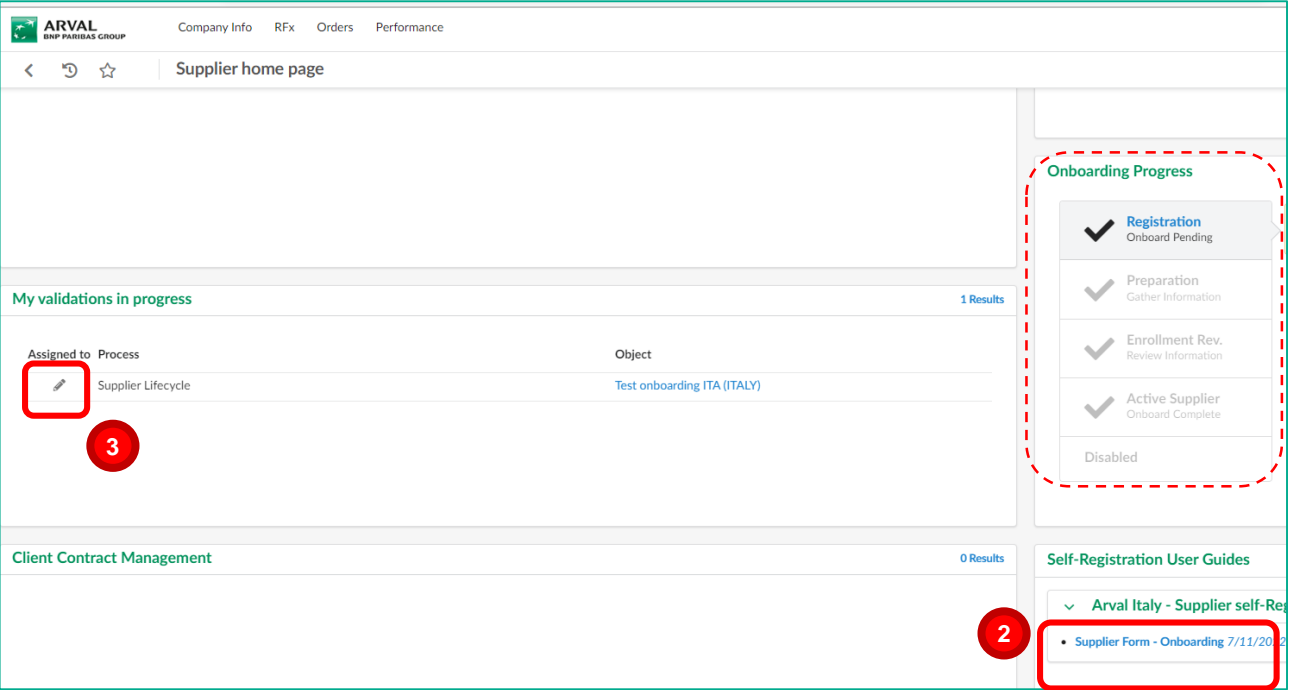 ARVAL
BNP PARIBAS GROUP
Company Info RFx Orders Performance
Supplier home page
Onboarding Progress
Registration
Onboard Pending
Preparation
Gather Information
Enrollment Rev.
Review Information
Active Supplier
Onboard Complete
Disabled
My validations in progress 1 Results
Assigned to Process Object
Supplier Lifecycle Test onboarding ITA (ITALY)
3
Client Contract Management 0 Results
Self-Registration User Guides
Arval Italy - Supplier self-Reg
2
• Supplier Form - Onboarding 7/11/2022